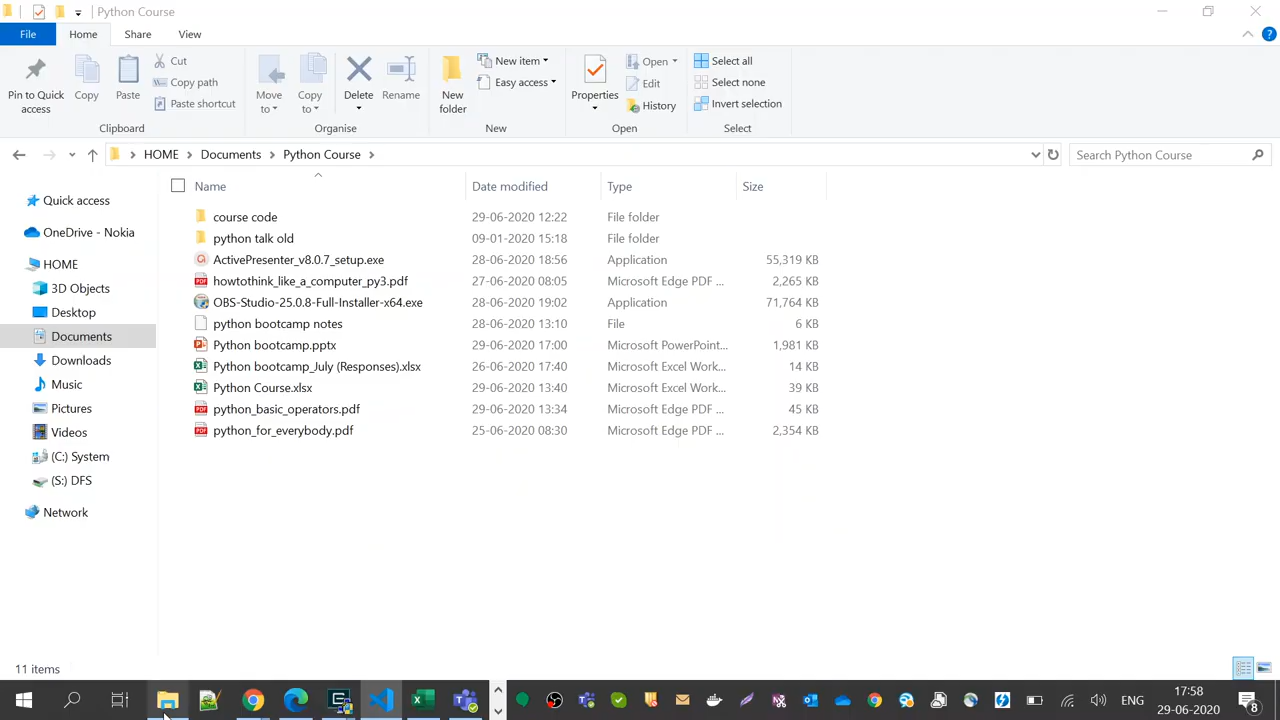 Python Course
File
Home
Share
View
Pin to Quick access
Copy
Paste
Cut
Copy path
Paste shortcut
Clipboard
Move to
Copy to
Delete
Rename
Organise
New folder
New item
Easy access
New
Properties
Open
Edit
History
Open
Select all
Select none
Invert selection
Select
HOME > Documents > Python Course >
Search Python Course
Name Date modified Type Size
Quick access
OneDrive - Nokia
HOME
3D Objects
Desktop
Documents
Downloads
Music
Pictures
Videos
(C:) System
(S:) DFS
Network
course code 29-06-2020 12:22 File folder
python talk old 09-01-2020 15:18 File folder
ActivePresenter_v8.0.7_setup.exe 28-06-2020 18:56 Application 55,319 KB
howtothink_like_a_computer_py3.pdf 27-06-2020 08:05 Microsoft Edge PDF ... 2,265 KB
OBS-Studio-25.0.8-Full-Installer-x64.exe 28-06-2020 19:02 Application 71,764 KB
python bootcamp notes 28-06-2020 13:10 File 6 KB
Python bootcamp.pptx 29-06-2020 17:00 Microsoft PowerPoint... 1,981 KB
Python bootcamp_July (Responses).xlsx 26-06-2020 17:40 Microsoft Excel Work... 14 KB
Python Course.xlsx 29-06-2020 13:40 Microsoft Excel Work... 39 KB
python_basic_operators.pdf 29-06-2020 13:34 Microsoft Edge PDF ... 45 KB
python_for_everybody.pdf 25-06-2020 08:30 Microsoft Edge PDF ... 2,354 KB
11 items
ENG
17:58
29-06-2020
8